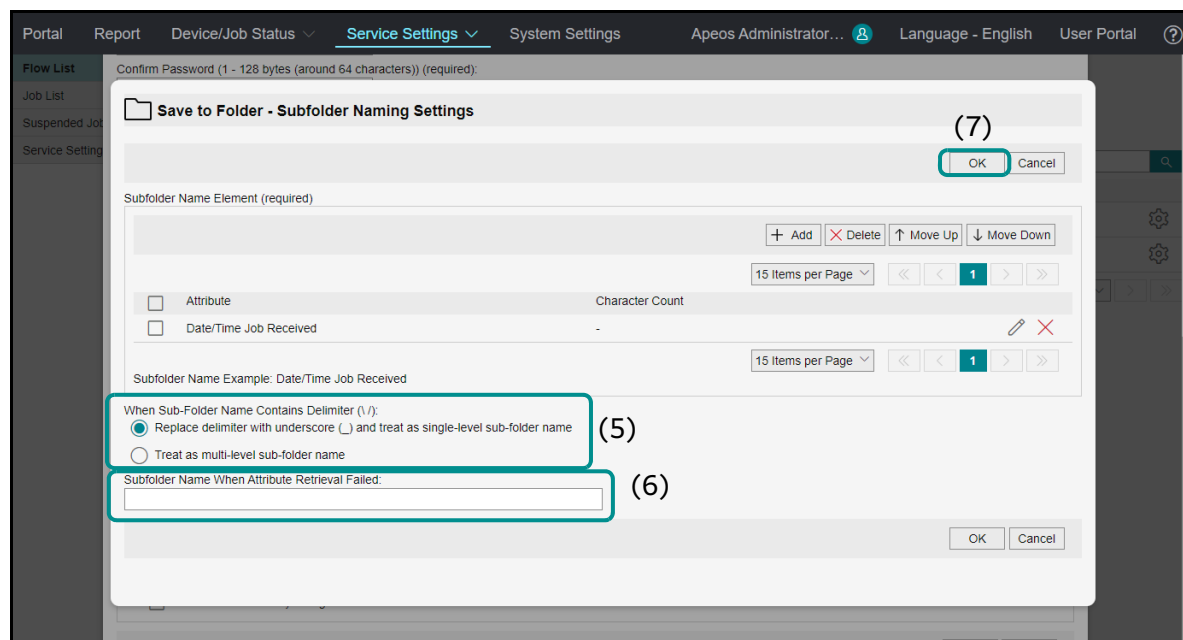 Portal Report Device/Job Status Service Settings System Settings Apeos Administrator... Language - English User Portal ?
Flow List
Job List
Suspended Job
Service Setting
Confirm Password (1 - 128 bytes (around 64 characters)) (required):
Save to Folder - Subfolder Naming Settings
(7)
OK Cancel
Subfolder Name Element (required)
+ Add Delete ↑ Move Up ↓ Move Down
15 Items per Page « < 1 > »
Attribute Character Count
Date/Time Job Received -
15 Items per Page « < 1 > »
Subfolder Name Example: Date/Time Job Received
When Sub-Folder Name Contains Delimiter (\ /):
Replace delimiter with underscore (_) and treat as single-level sub-folder name
(5)
Treat as multi-level sub-folder name
Subfolder Name When Attribute Retrieval Failed:
(6)
OK Cancel